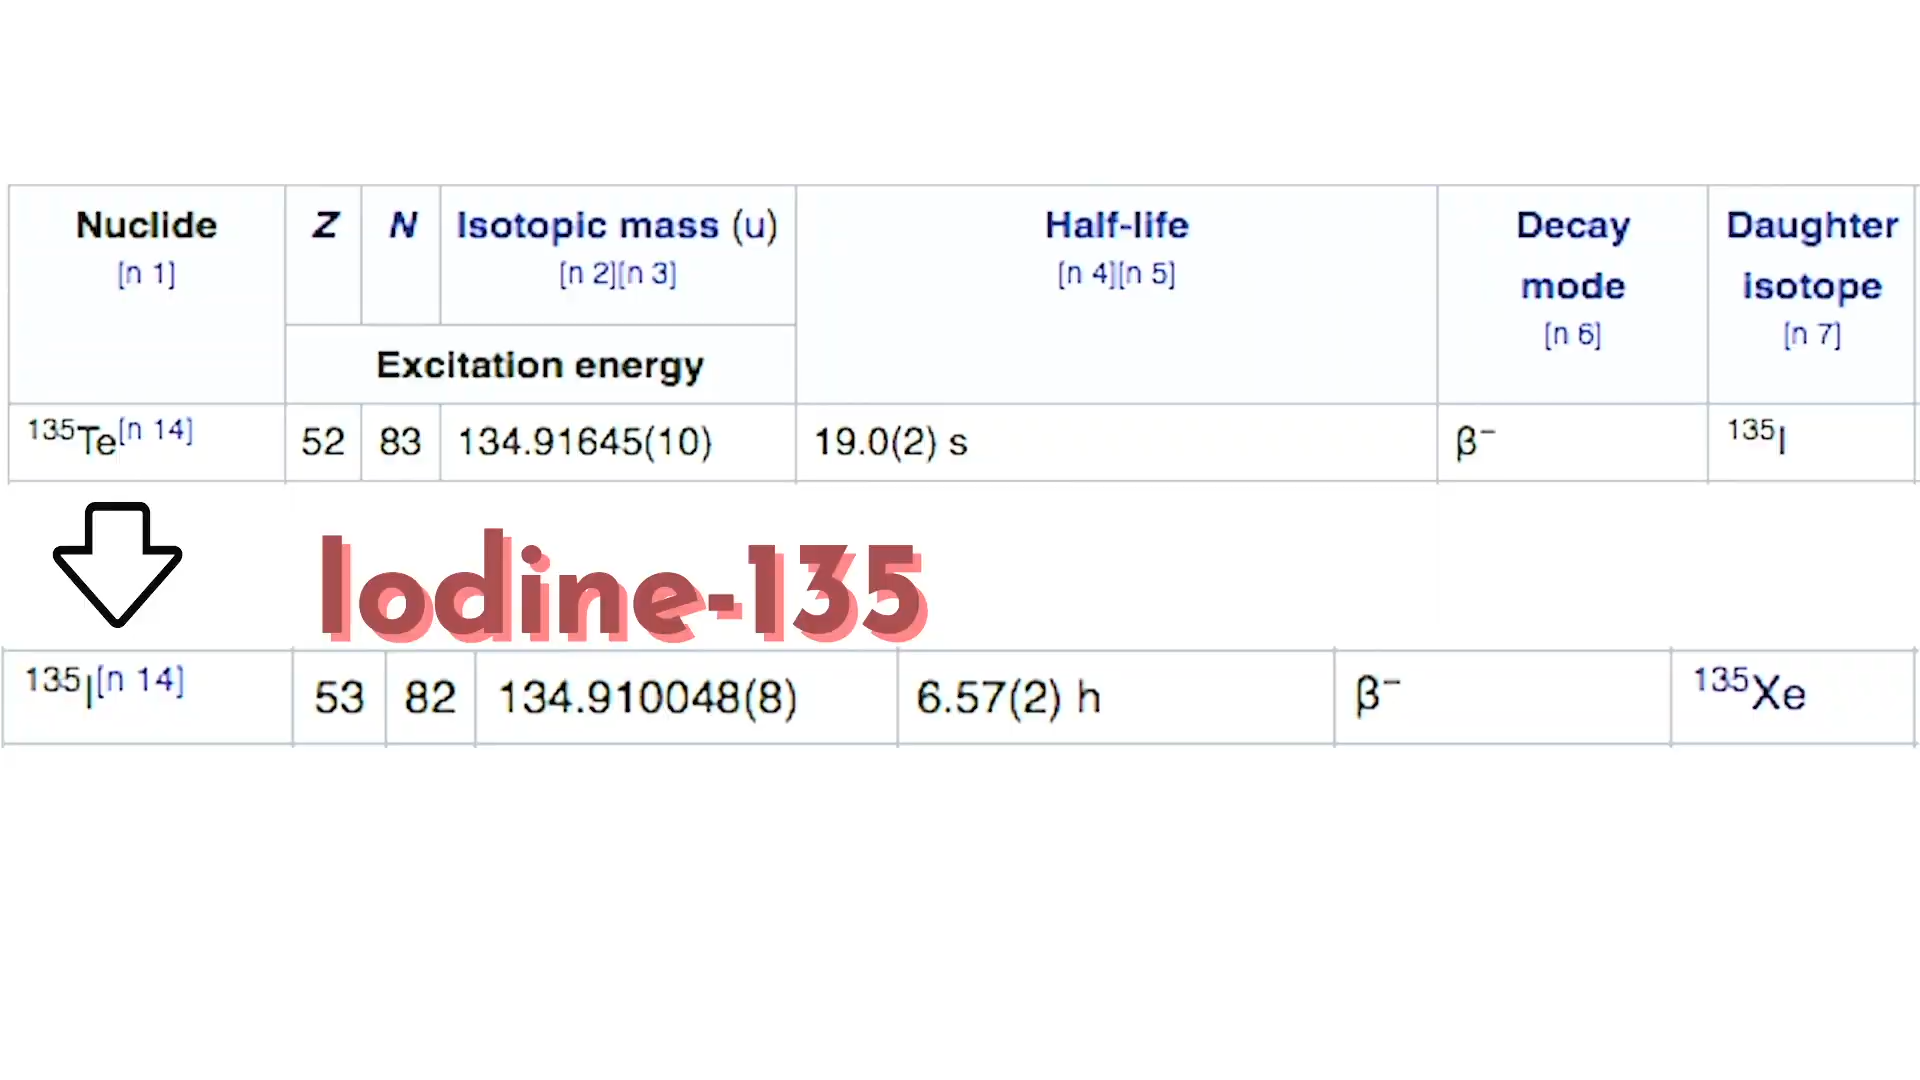 Nuclide Z N Isotopic mass (u) Half-life Decay Daughter
[n 1] [n 2][n 3] [n 4][n 5] mode isotope
[n 6] [n 7]
Excitation energy
135Te[n 14] 52 83 134.91645(10) 19.0(2) s β− 135I
Iodine-135
135I[n 14] 53 82 134.910048(8) 6.57(2) h β− 135Xe